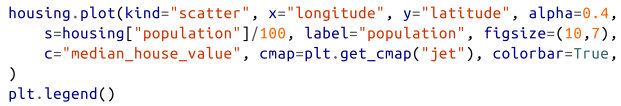 housing.plot(kind="scatter", x="longitude", y="latitude", alpha=0.4,
    s=housing["population"]/100, label="population", figsize=(10,7),
    c="median_house_value", cmap=plt.get_cmap("jet"), colorbar=True,
)
plt.legend()